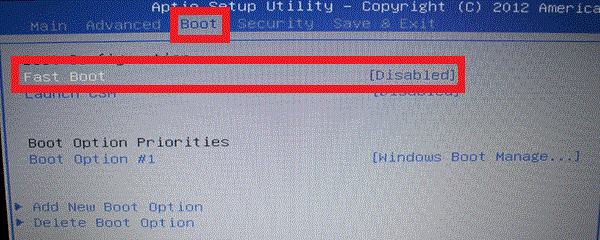 Aptio Setup Utility – Copyright (C) 2012 America
Main Advanced Boot Security Save & Exit
Fast Boot [Disabled]
Launch CSM [Disabled]
Boot Option Priorities
Boot Option #1 [Windows Boot Manage...]
▶ Add New Boot Option
▶ Delete Boot Option